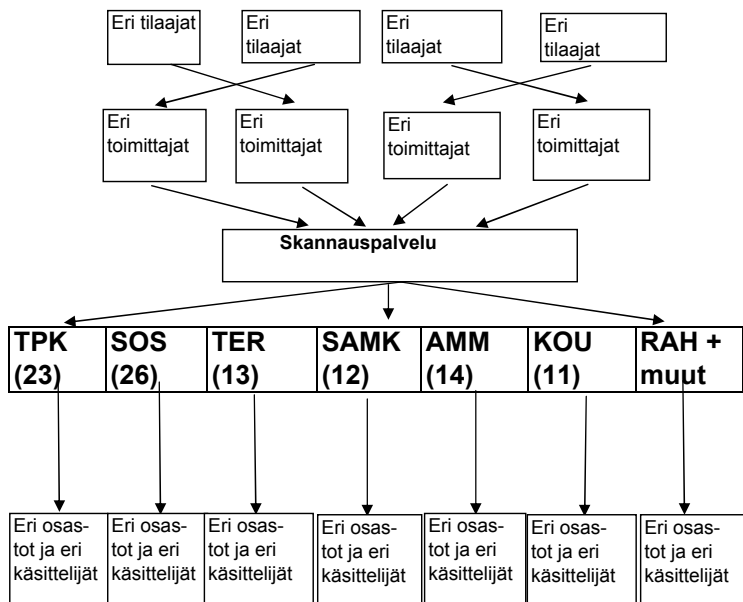 Eri tilaajat
Eri
tilaajat
Eri
tilaajat
Eri
tilaajat
Eri
toimittajat
Eri
toimittajat
Eri
toimittajat
Eri
toimittajat
Skannauspalvelu
TPK
(23)
SOS
(26)
TER
(13)
SAMK
(12)
AMM
(14)
KOU
(11)
RAH +
muut
Eri osas-
tot ja eri
käsittelijät
Eri osas-
tot ja eri
käsittelijät
Eri osas-
tot ja eri
käsittelijät
Eri osas-
tot ja eri
käsittelijät
Eri osas-
tot ja eri
käsittelijät
Eri osas-
tot ja eri
käsittelijät
Eri osas-
tot ja eri
käsittelijät